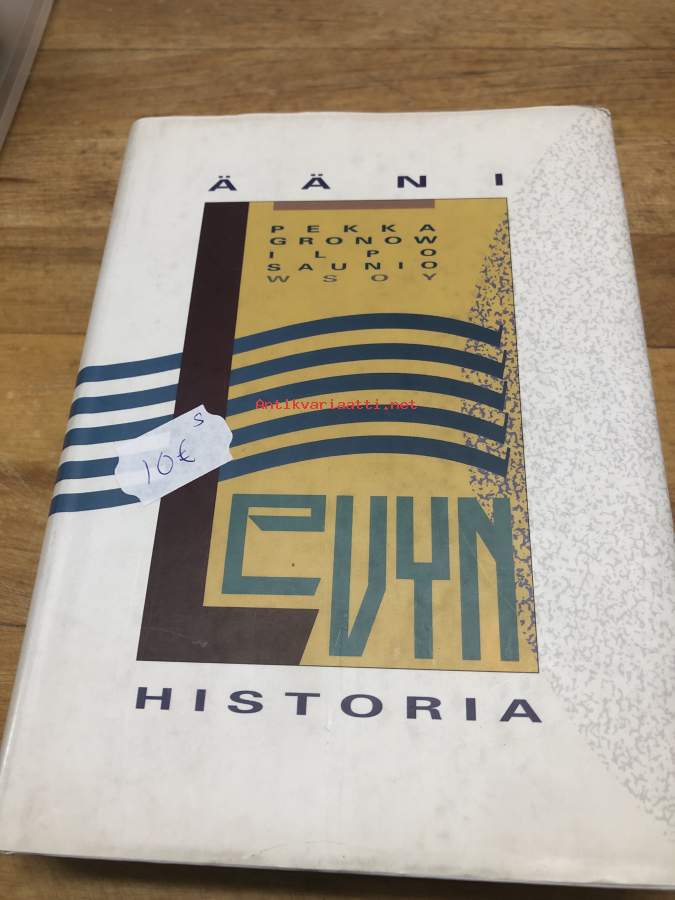 ÄÄNI
PEKKA
GRONOW
ILPO
SAUNIO
WSOY
Antikvariaatti.net
S
10€
LEVYN
HISTORIA